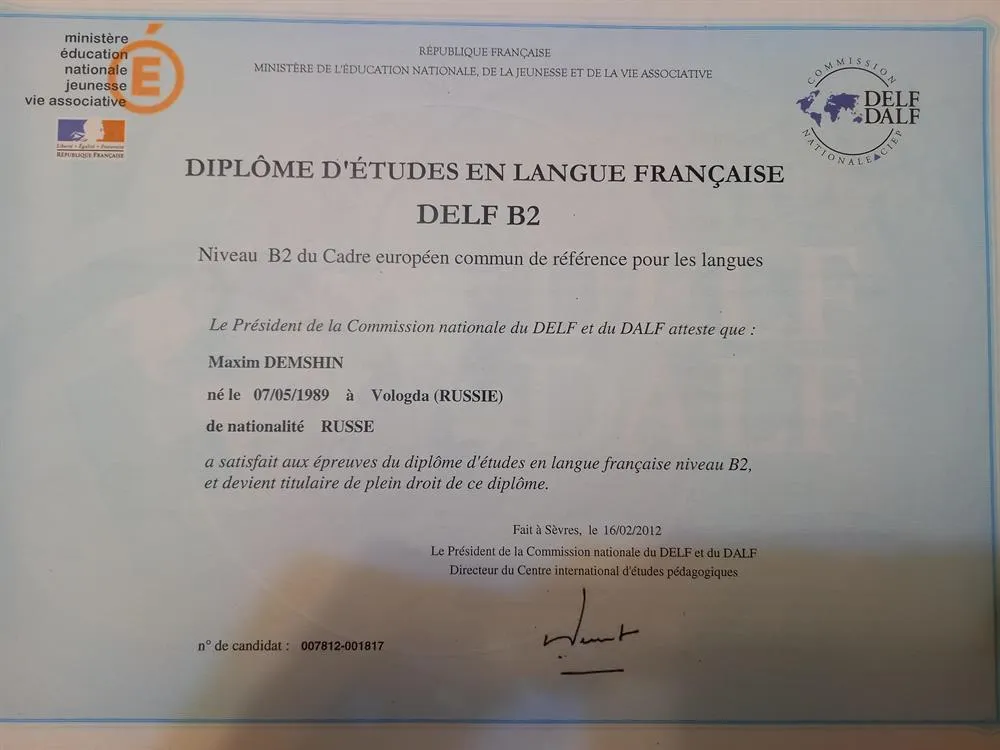 ministère
éducation
nationale
jeunesse
vie associative
É
Liberté • Égalité • Fraternité
RÉPUBLIQUE FRANÇAISE
RÉPUBLIQUE FRANÇAISE
MINISTÈRE DE L'ÉDUCATION NATIONALE, DE LA JEUNESSE ET DE LA VIE ASSOCIATIVE
COMMISSION
DELF
DALF
NATIONALE CIEP
DIPLÔME D'ÉTUDES EN LANGUE FRANÇAISE
DELF B2
Niveau B2 du Cadre européen commun de référence pour les langues
Le Président de la Commission nationale du DELF et du DALF atteste que :
Maxim DEMSHIN
né le 07/05/1989 à Vologda (RUSSIE)
de nationalité RUSSE
a satisfait aux épreuves du diplôme d'études en langue française niveau B2,
et devient titulaire de plein droit de ce diplôme.
Fait à Sèvres, le 16/02/2012
Le Président de la Commission nationale du DELF et du DALF
Directeur du Centre international d'études pédagogiques
n° de candidat : 007812-001817